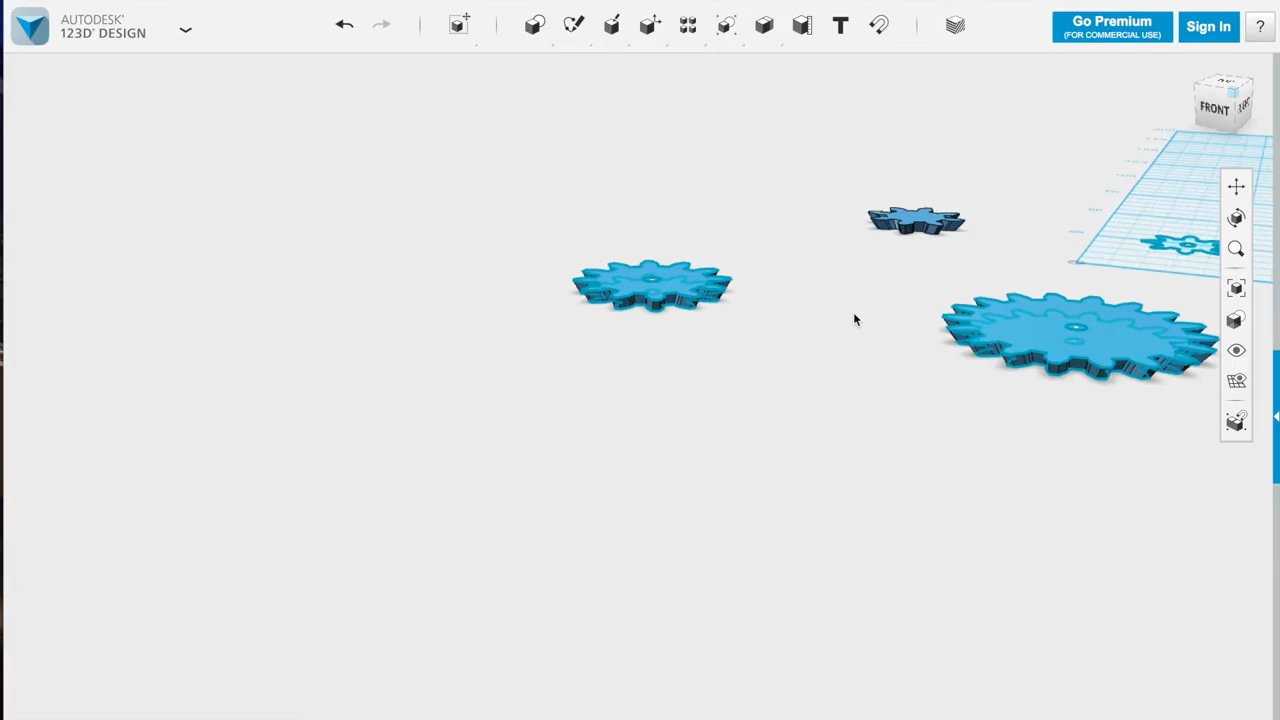 AUTODESK®
123D® DESIGN
T
Go Premium
(FOR COMMERCIAL USE)
Sign In
?
FRONT